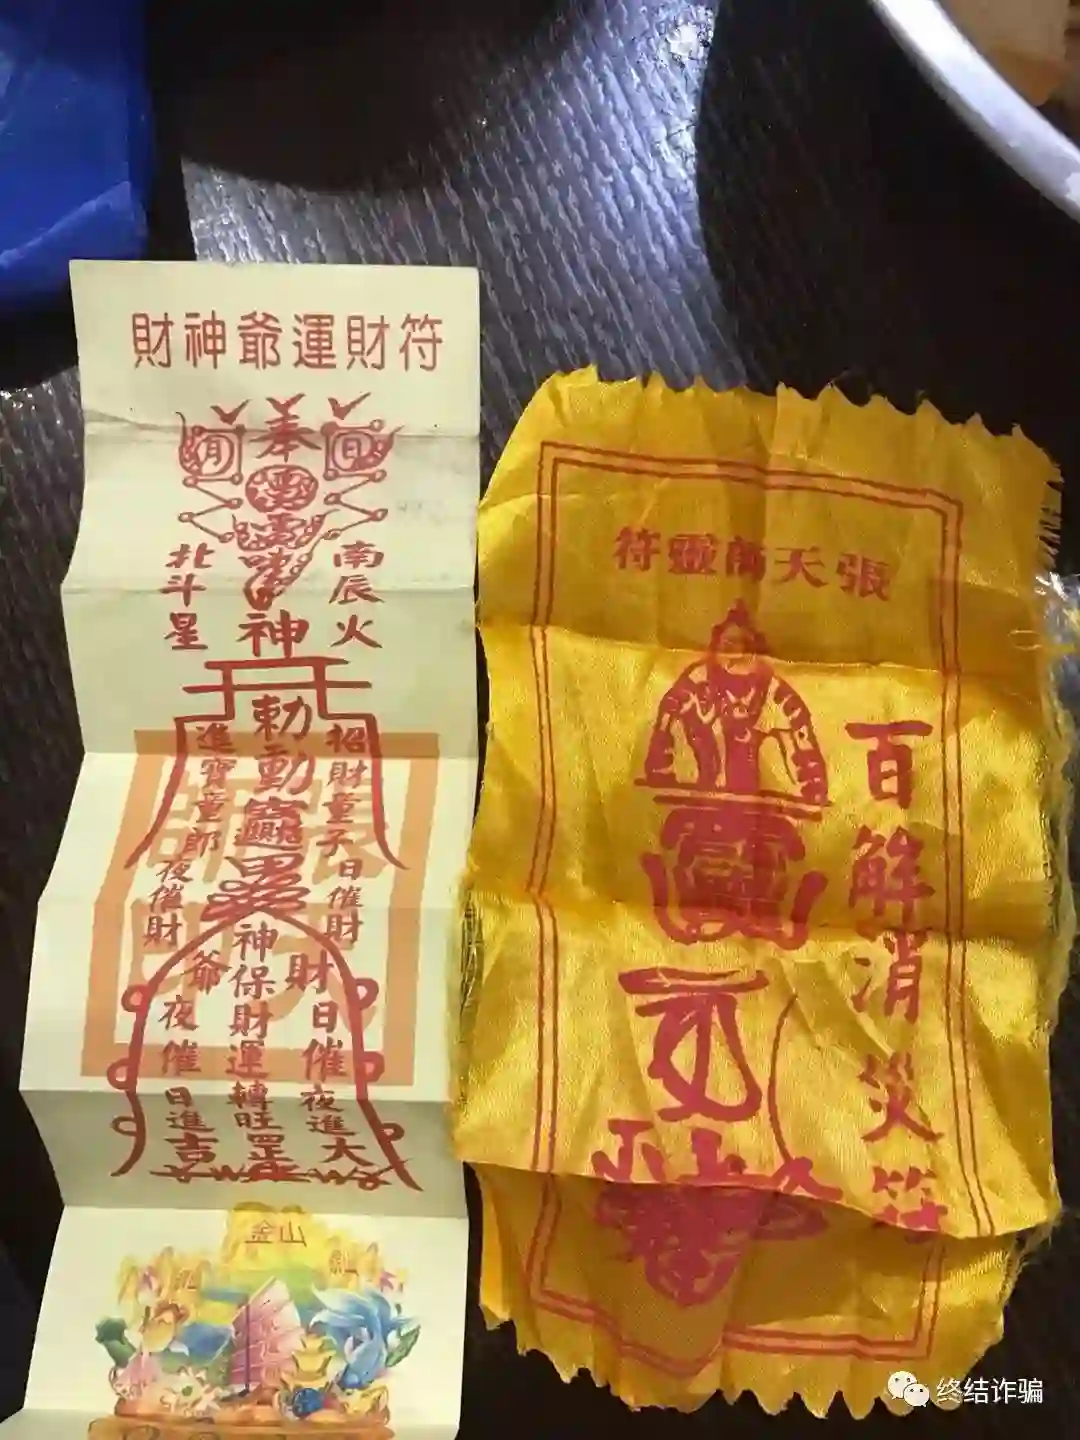 財神爺運財符
奉
北斗星
南辰火
神
勅動
進寶童郎夜催財
招財童子日催財
神保財運轉旺罡
爺夜催日進吉
財日催夜進大
金山
符靈萬天張
百解消災符
终结诈骗